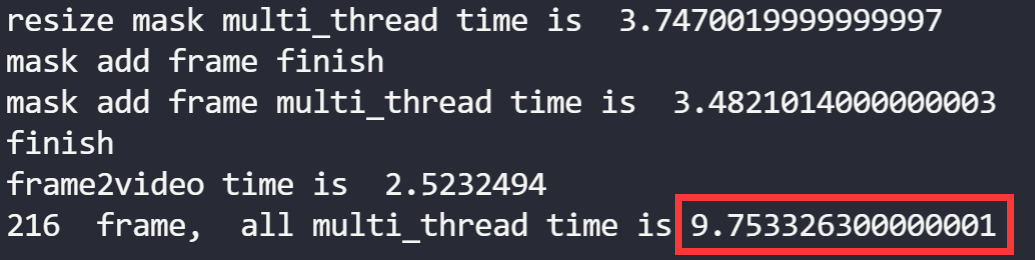 resize mask multi_thread time is  3.7470019999999997
mask add frame finish
mask add frame multi_thread time is  3.4821014000000003
finish
frame2video time is  2.5232494
216  frame,  all multi_thread time is 9.753326300000001